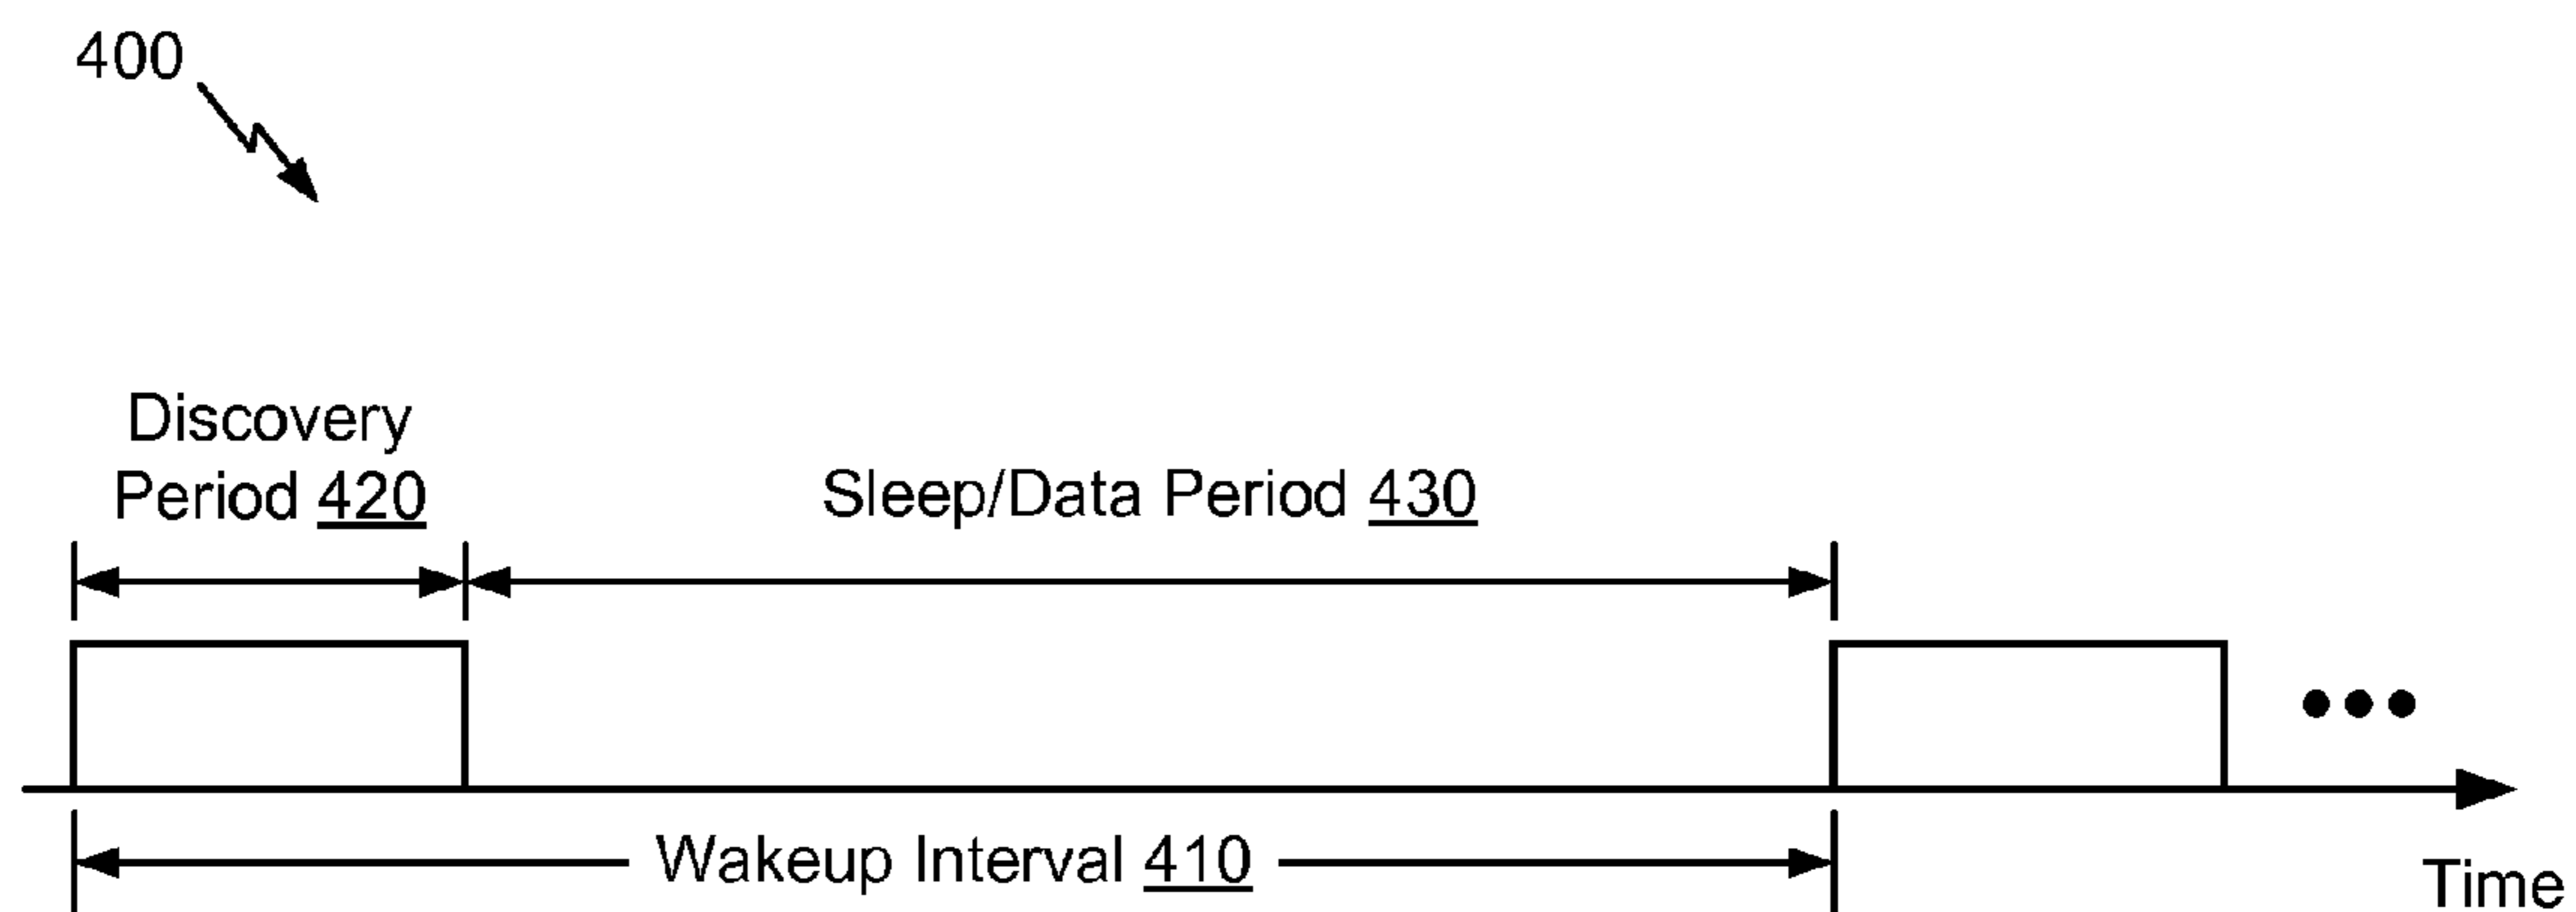 400
Discovery
Period 420
Sleep/Data Period 430
Wakeup Interval 410
Time